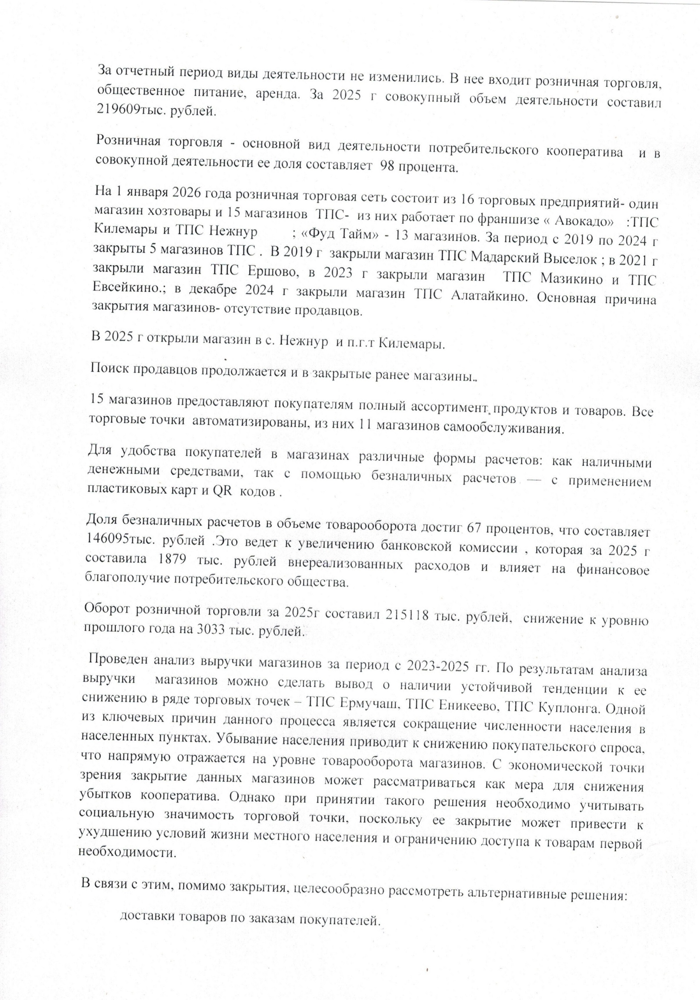 За отчетный период виды деятельности не изменились. В нее входит розничная торговля,
общественное питание, аренда. За 2025 г совокупный объем деятельности составил
219609тыс. рублей.
Розничная торговля - основной вид деятельности потребительского кооператива и в
совокупной деятельности ее доля составляет 98 процента.
На 1 января 2026 года розничная торговая сеть состоит из 16 торговых предприятий- один
магазин хозтовары и 15 магазинов ТПС- из них работает по франшизе « Авокадо» :ТПС
Килемары и ТПС Нежнур ; «Фуд Тайм» - 13 магазинов. За период с 2019 по 2024 г
закрыты 5 магазинов ТПС . В 2019 г закрыли магазин ТПС Мадарский Выселок ; в 2021 г
закрыли магазин ТПС Ершово, в 2023 г закрыли магазин ТПС Мазикино и ТПС
Евсейкино.; в декабре 2024 г закрыли магазин ТПС Алатайкино. Основная причина
закрытия магазинов- отсутствие продавцов.
В 2025 г открыли магазин в с. Нежнур и п.г.т Килемары.
Поиск продавцов продолжается и в закрытые ранее магазины..
15 магазинов предоставляют покупателям полный ассортимент продуктов и товаров. Все
торговые точки автоматизированы, из них 11 магазинов самообслуживания.
Для удобства покупателей в магазинах различные формы расчетов: как наличными
денежными средствами, так с помощью безналичных расчетов — с применением
пластиковых карт и QR кодов .
Доля безналичных расчетов в объеме товарооборота достиг 67 процентов, что составляет
146095тыс. рублей .Это ведет к увеличению банковской комиссии , которая за 2025 г
составила 1879 тыс. рублей внереализованных расходов и влияет на финансовое
благополучие потребительского общества.
Оборот розничной торговли за 2025г составил 215118 тыс. рублей, снижение к уровню
прошлого года на 3033 тыс. рублей.
Проведен анализ выручки магазинов за период с 2023-2025 гг. По результатам анализа
выручки магазинов можно сделать вывод о наличии устойчивой тенденции к ее
снижению в ряде торговых точек – ТПС Ермучаш, ТПС Еникеево, ТПС Куплонга. Одной
из ключевых причин данного процесса является сокращение численности населения в
населенных пунктах. Убывание населения приводит к снижению покупательского спроса,
что напрямую отражается на уровне товарооборота магазинов. С экономической точки
зрения закрытие данных магазинов может рассматриваться как мера для снижения
убытков кооператива. Однако при принятии такого решения необходимо учитывать
социальную значимость торговой точки, поскольку ее закрытие может привести к
ухудшению условий жизни местного населения и ограничению доступа к товарам первой
необходимости.
В связи с этим, помимо закрытия, целесообразно рассмотреть альтернативные решения:
доставки товаров по заказам покупателей.